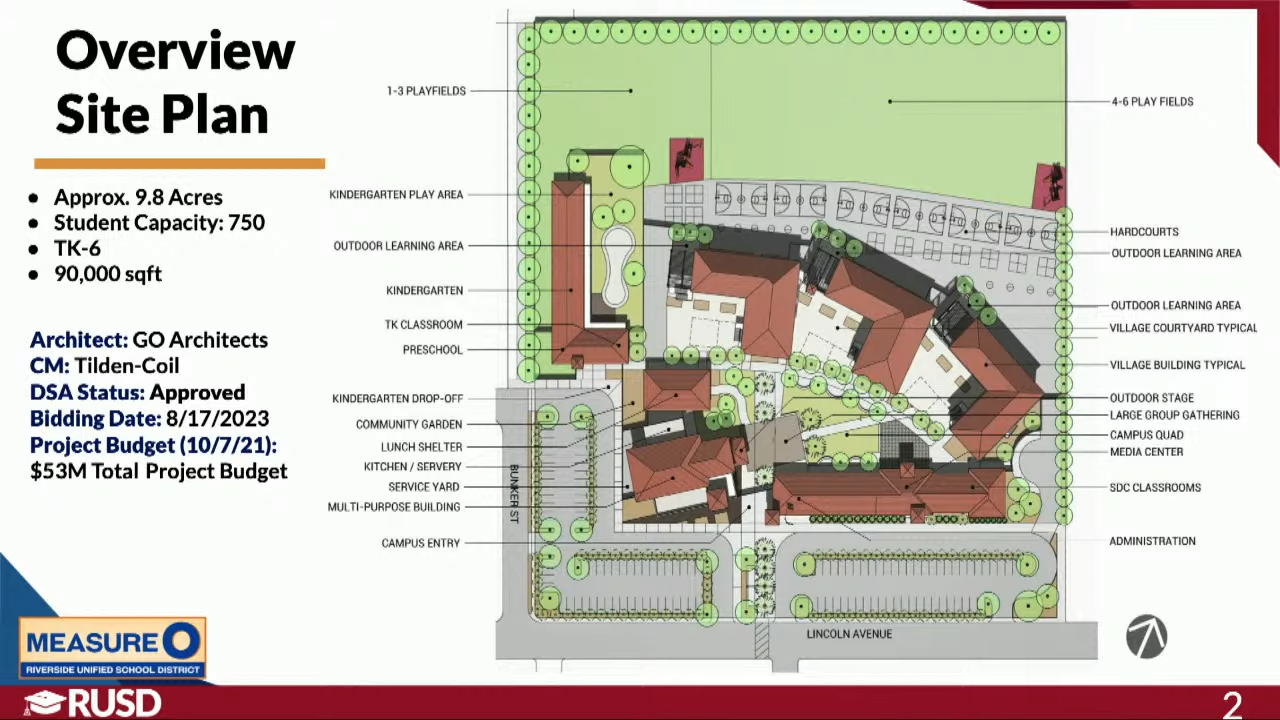 Overview
Site Plan
● Approx. 9.8 Acres
● Student Capacity: 750
● TK-6
● 90,000 sqft
Architect: GO Architects
CM: Tilden-Coil
DSA Status: Approved
Bidding Date: 8/17/2023
Project Budget (10/7/21):
$53M Total Project Budget
1-3 PLAYFIELDS
KINDERGARTEN PLAY AREA
OUTDOOR LEARNING AREA
KINDERGARTEN
TK CLASSROOM
PRESCHOOL
KINDERGARTEN DROP-OFF
COMMUNITY GARDEN
LUNCH SHELTER
KITCHEN / SERVERY
SERVICE YARD
MULTI-PURPOSE BUILDING
CAMPUS ENTRY
BUNKER ST
4-6 PLAY FIELDS
HARDCOURTS
OUTDOOR LEARNING AREA
OUTDOOR LEARNING AREA
VILLAGE COURTYARD TYPICAL
VILLAGE BUILDING TYPICAL
OUTDOOR STAGE
LARGE GROUP GATHERING
CAMPUS QUAD
MEDIA CENTER
SDC CLASSROOMS
ADMINISTRATION
LINCOLN AVENUE
MEASURE O
RIVERSIDE UNIFIED SCHOOL DISTRICT
RUSD
2